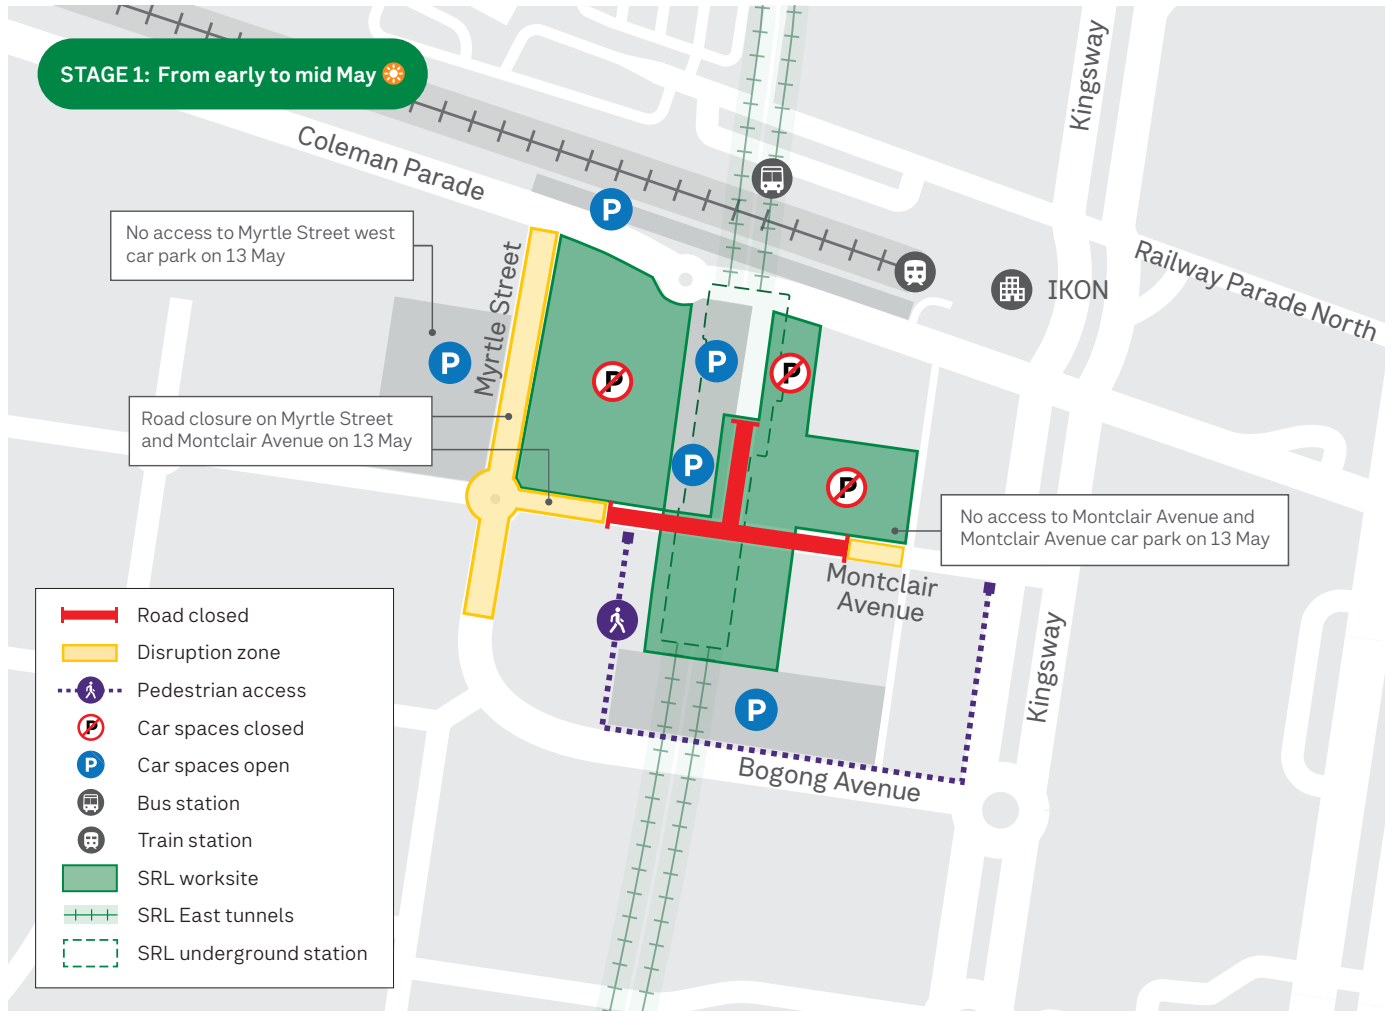 STAGE 1: From early to mid May
Kingsway
Coleman Parade
No access to Myrtle Street west
car park on 13 May
P
Railway Parade North
IKON
Myrtle Street
P
P
P
P
Road closure on Myrtle Street
and Montclair Avenue on 13 May
P
P
No access to Montclair Avenue and
Montclair Avenue car park on 13 May
Montclair
Avenue
Kingsway
P
Bogong Avenue
Road closed
Disruption zone
Pedestrian access
P Car spaces closed
P Car spaces open
Bus station
Train station
SRL worksite
SRL East tunnels
SRL underground station